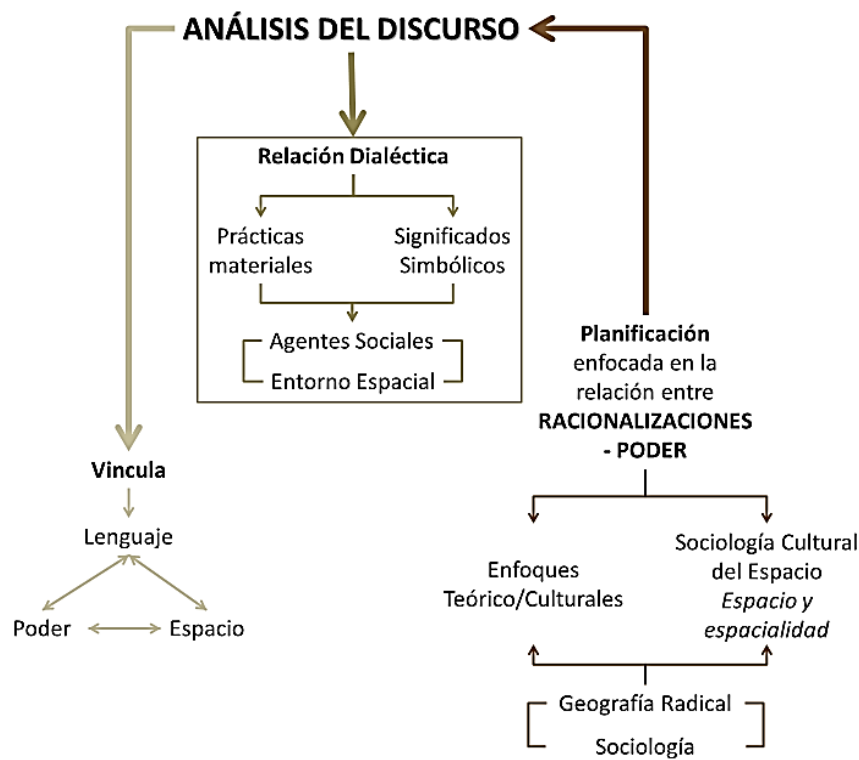 ANÁLISIS DEL DISCURSO
Relación Dialéctica
Prácticas
materiales
Significados
Simbólicos
Agentes Sociales
Entorno Espacial
Vincula
Lenguaje
Poder
Espacio
Planificación
enfocada en la
relación entre
RACIONALIZACIONES
- PODER
Enfoques
Teórico/Culturales
Sociología Cultural
del Espacio
Espacio y
espacialidad
Geografía Radical
Sociología